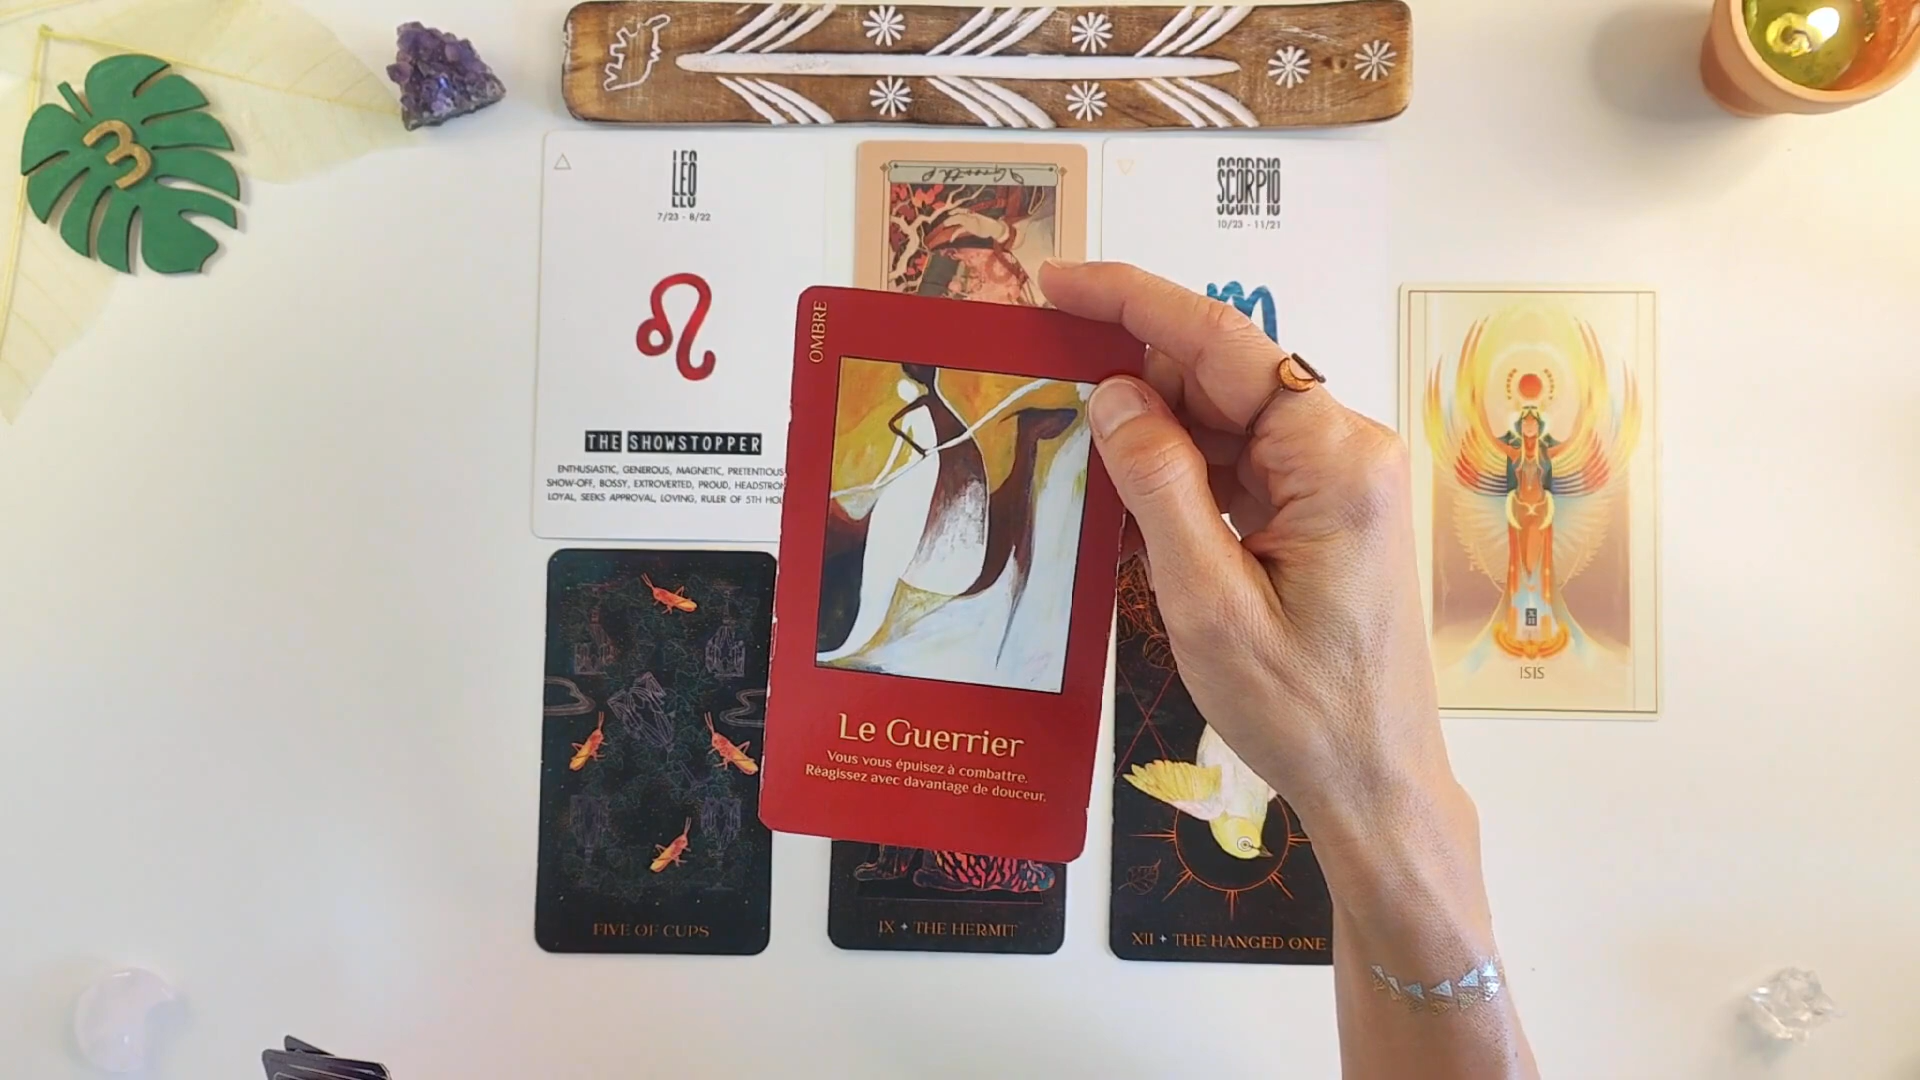 3
LEO
7/23 - 8/22
THE SHOWSTOPPER
ENTHUSIASTIC, GENEROUS, MAGNETIC, PRETENTIOUS
SHOW-OFF, BOSSY, EXTROVERTED, PROUD,
LOYAL, SEEKS APPROVAL, LOVING, RULER OF 5TH
Growth
SCORPIO
10/23 - 11/21
OMBRE
Le Guerrier
Vous vous épuisez à combattre.
Réagissez avec davantage de douceur.
ISIS
FIVE OF CUPS
IX ✦ THE HERMIT
XII ✦ THE HANGED ONE